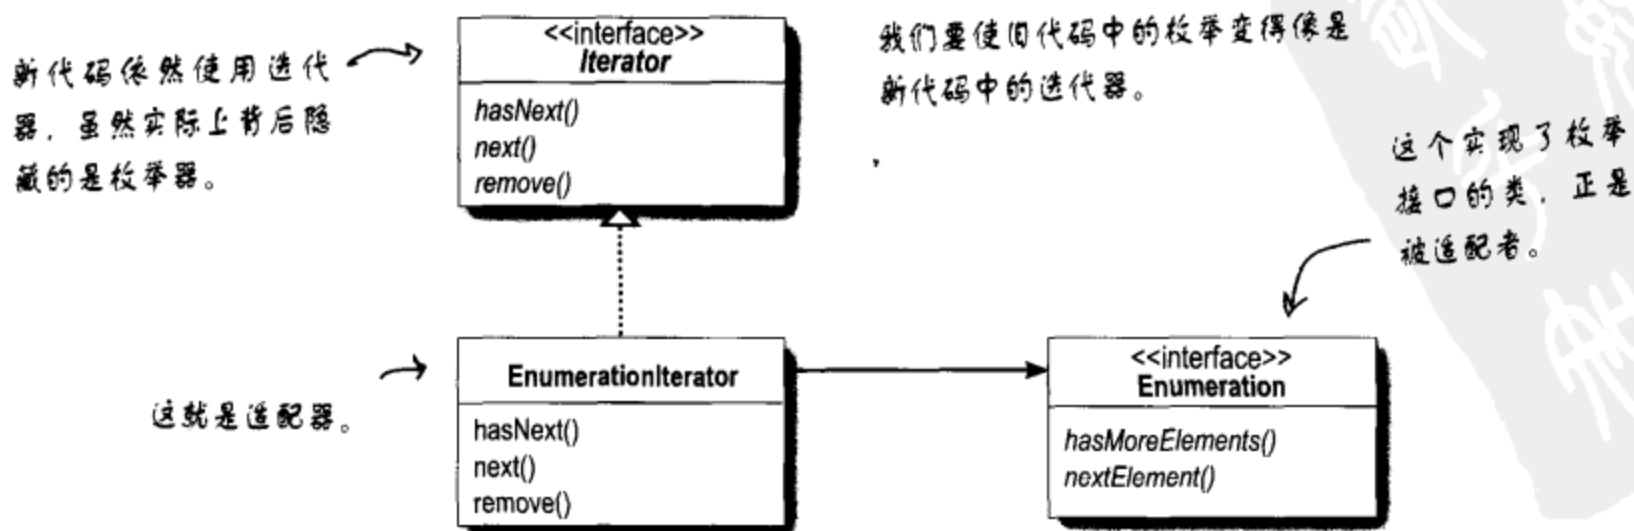 新代码依然使用迭代
器，虽然实际上背后隐
藏的是枚举器。
<<interface>>
Iterator
hasNext()
next()
remove()
我们要使旧代码中的枚举变得像是
新代码中的迭代器。
这个实现了枚举
接口的类，正是
被适配者。
这就是适配器。
EnumerationIterator
hasNext()
next()
remove()
<<interface>>
Enumeration
hasMoreElements()
nextElement()